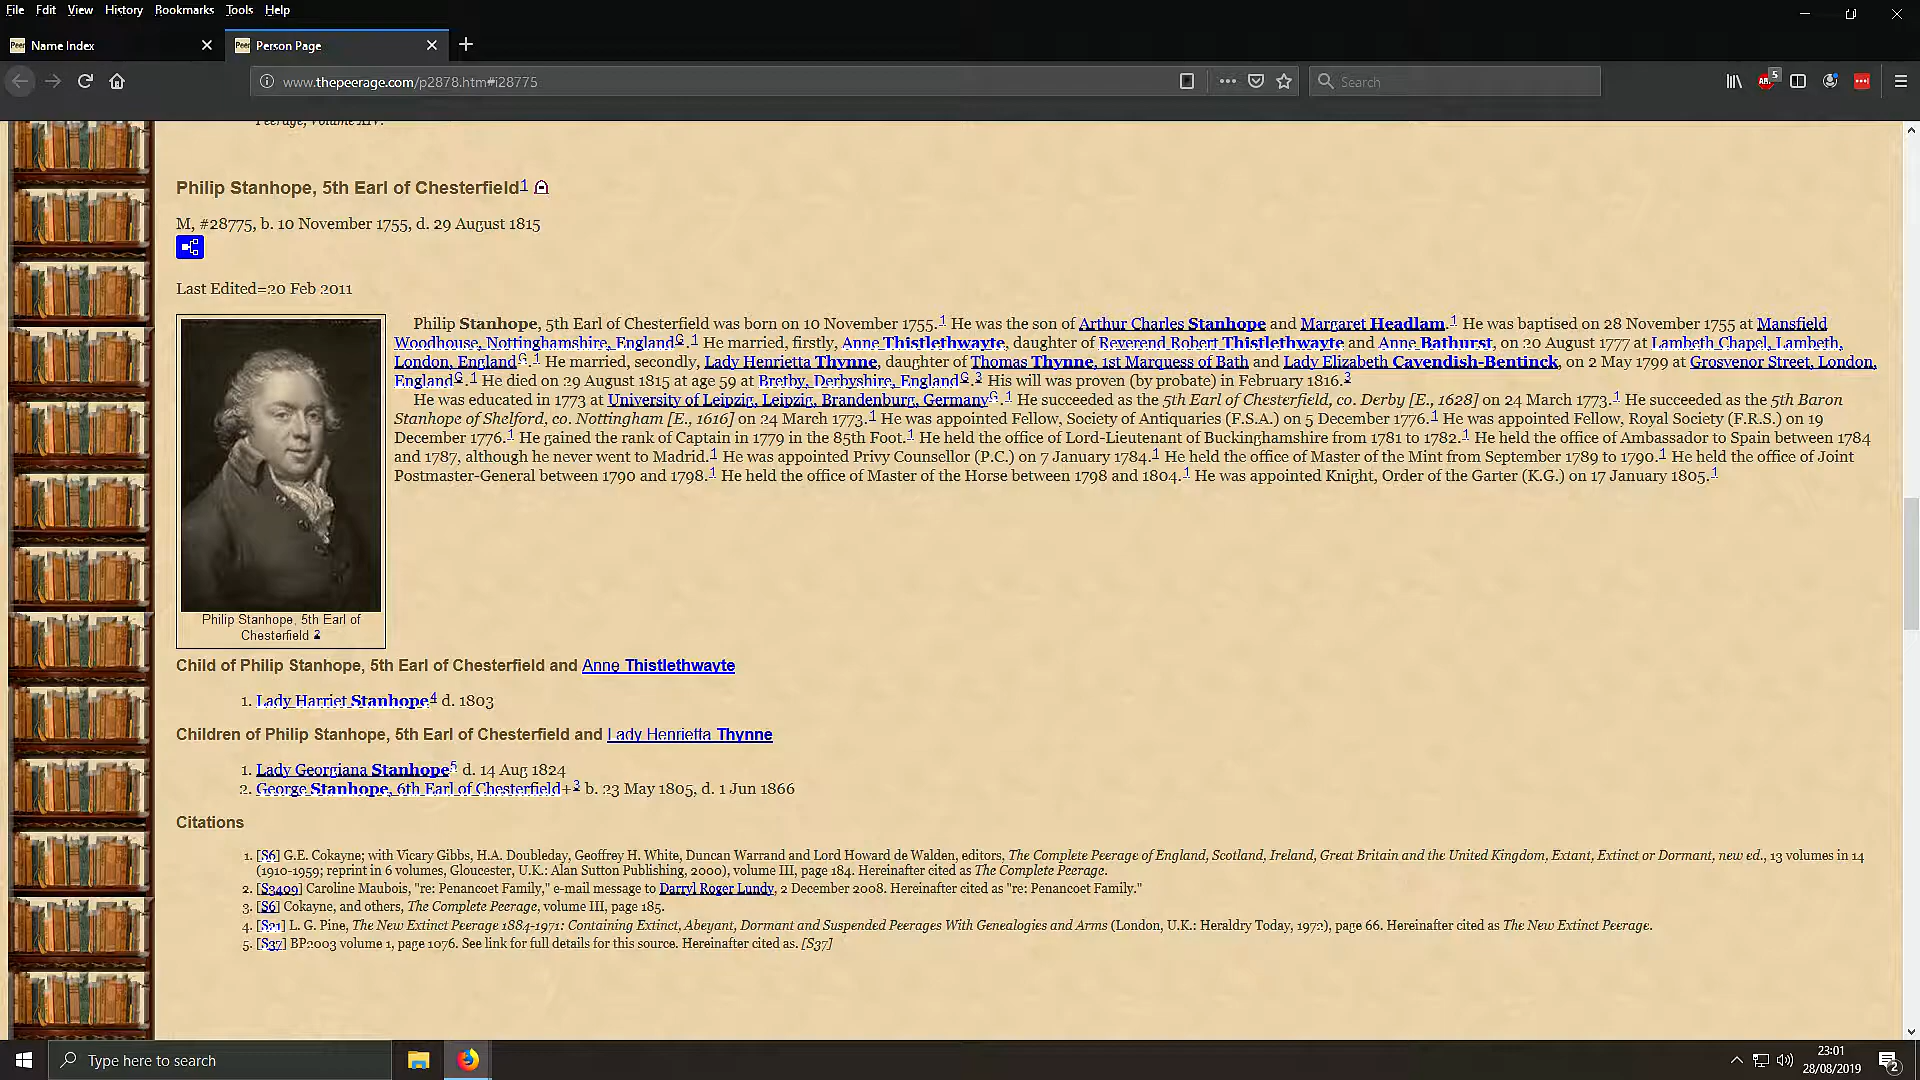 File Edit View History Bookmarks Tools Help
Name Index
Person Page
www.thepeerage.com/p2878.htm#i28775
Search
5
Peerage, Volume XIV.
Philip Stanhope, 5th Earl of Chesterfield1
M, #28775, b. 10 November 1755, d. 29 August 1815
Last Edited=20 Feb 2011
Philip Stanhope, 5th Earl of Chesterfield was born on 10 November 1755.1 He was the son of Arthur Charles Stanhope and Margaret Headlam.1 He was baptised on 28 November 1755 at Mansfield
Woodhouse, Nottinghamshire, EnglandG.1 He married, firstly, Anne Thistlethwayte, daughter of Reverend Robert Thistlethwayte and Anne Bathurst, on 20 August 1777 at Lambeth Chapel, Lambeth,
London, EnglandG.1 He married, secondly, Lady Henrietta Thynne, daughter of Thomas Thynne, 1st Marquess of Bath and Lady Elizabeth Cavendish-Bentinck, on 2 May 1799 at Grosvenor Street, London,
EnglandG.1 He died on 29 August 1815 at age 59 at Bretby, Derbyshire, EnglandG.3 His will was proven (by probate) in February 1816.3
He was educated in 1773 at University of Leipzig, Leipzig, Brandenburg, GermanyG.1 He succeeded as the 5th Earl of Chesterfield, co. Derby [E., 1628] on 24 March 1773.1 He succeeded as the 5th Baron
Stanhope of Shelford, co. Nottingham [E., 1616] on 24 March 1773.1 He was appointed Fellow, Society of Antiquaries (F.S.A.) on 5 December 1776.1 He was appointed Fellow, Royal Society (F.R.S.) on 19
December 1776.1 He gained the rank of Captain in 1779 in the 85th Foot.1 He held the office of Lord-Lieutenant of Buckinghamshire from 1781 to 1782.1 He held the office of Ambassador to Spain between 1784
and 1787, although he never went to Madrid.1 He was appointed Privy Counsellor (P.C.) on 7 January 1784.1 He held the office of Master of the Mint from September 1789 to 1790.1 He held the office of Joint
Postmaster-General between 1790 and 1798.1 He held the office of Master of the Horse between 1798 and 1804.1 He was appointed Knight, Order of the Garter (K.G.) on 17 January 1805.1
Philip Stanhope, 5th Earl of
Chesterfield 2
Child of Philip Stanhope, 5th Earl of Chesterfield and Anne Thistlethwayte
1. Lady Harriet Stanhope4 d. 1803
Children of Philip Stanhope, 5th Earl of Chesterfield and Lady Henrietta Thynne
1. Lady Georgiana Stanhope5 d. 14 Aug 1824
2. George Stanhope, 6th Earl of Chesterfield+3 b. 23 May 1805, d. 1 Jun 1866
Citations
1. [S6] G.E. Cokayne; with Vicary Gibbs, H.A. Doubleday, Geoffrey H. White, Duncan Warrand and Lord Howard de Walden, editors, The Complete Peerage of England, Scotland, Ireland, Great Britain and the United Kingdom, Extant, Extinct or Dormant, new ed., 13 volumes in 14
(1910-1959; reprint in 6 volumes, Gloucester, U.K.: Alan Sutton Publishing, 2000), volume III, page 184. Hereinafter cited as The Complete Peerage.
2. [S3409] Caroline Maubois, "re: Penancoet Family," e-mail message to Darryl Roger Lundy, 2 December 2008. Hereinafter cited as "re: Penancoet Family."
3. [S6] Cokayne, and others, The Complete Peerage, volume III, page 185.
4. [S21] L. G. Pine, The New Extinct Peerage 1884-1971: Containing Extinct, Abeyant, Dormant and Suspended Peerages With Genealogies and Arms (London, U.K.: Heraldry Today, 1972), page 66. Hereinafter cited as The New Extinct Peerage.
5. [S37] BP2003 volume 1, page 1076. See link for full details for this source. Hereinafter cited as. [S37]
Type here to search
23:01
28/08/2019
2